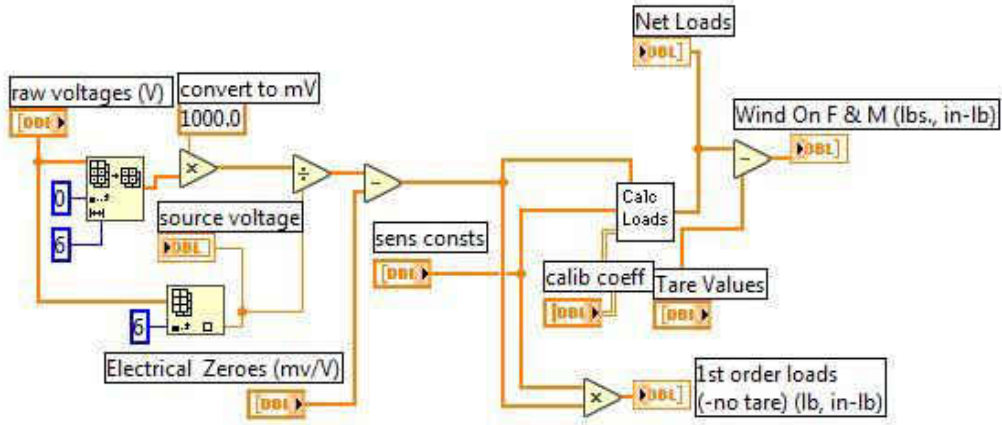 Net Loads
DBL]
raw voltages (V)
convert to mV
[DBL
1000.0
Wind On F & M (lbs., in-lb)
DBL]
×
÷
-
-
0
6
source voltage
DBL
Calc
Loads
sens consts
[DBL
calib coeff
Tare Values
[DBL
[DBL
6
Electrical Zeroes (mv/V)
[DBL
×
DBL]
1st order loads
(-no tare) (lb, in-lb)